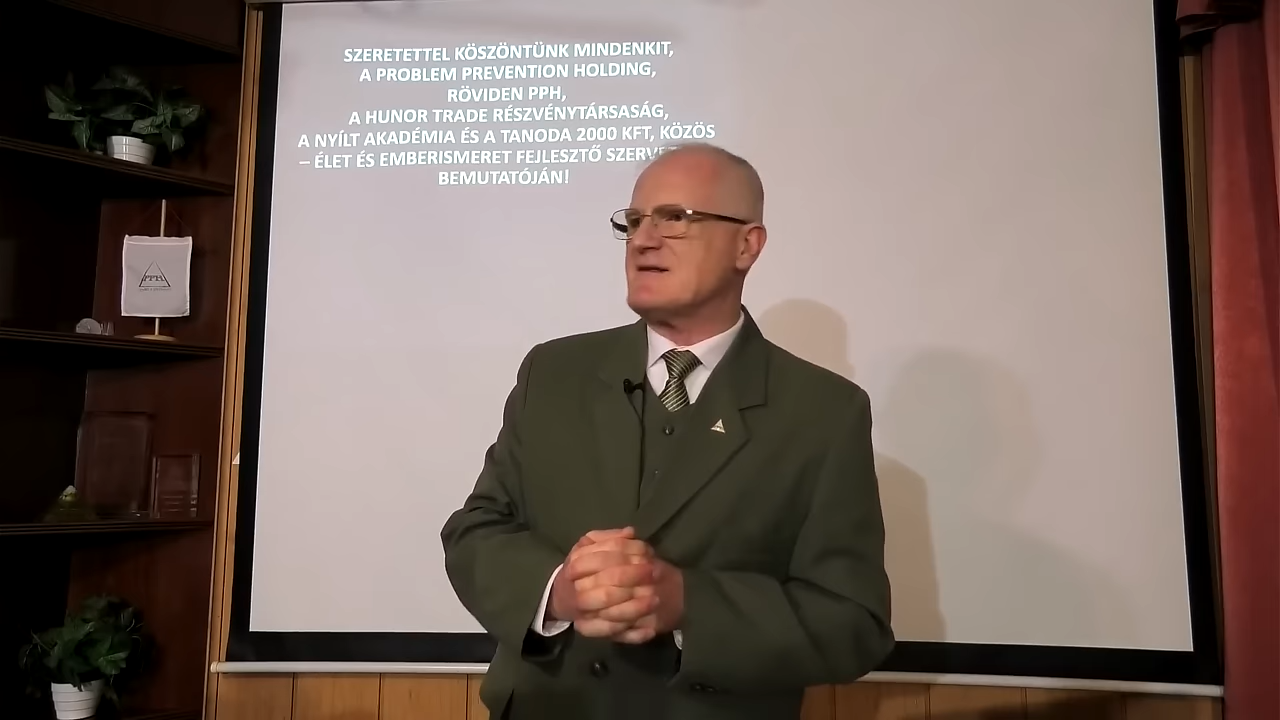 SZERETETTEL KÖSZÖNTÜNK MINDENKIT,
A PROBLEM PREVENTION HOLDING,
RÖVIDEN PPH,
A HUNOR TRADE RÉSZVÉNYTÁRSASÁG,
A NYÍLT AKADÉMIA ÉS A TANODA 2000 KFT, KÖZÖS
– ÉLET ÉS EMBERISMERET FEJLESZTŐ
BEMUTATÓJÁN!
PPH